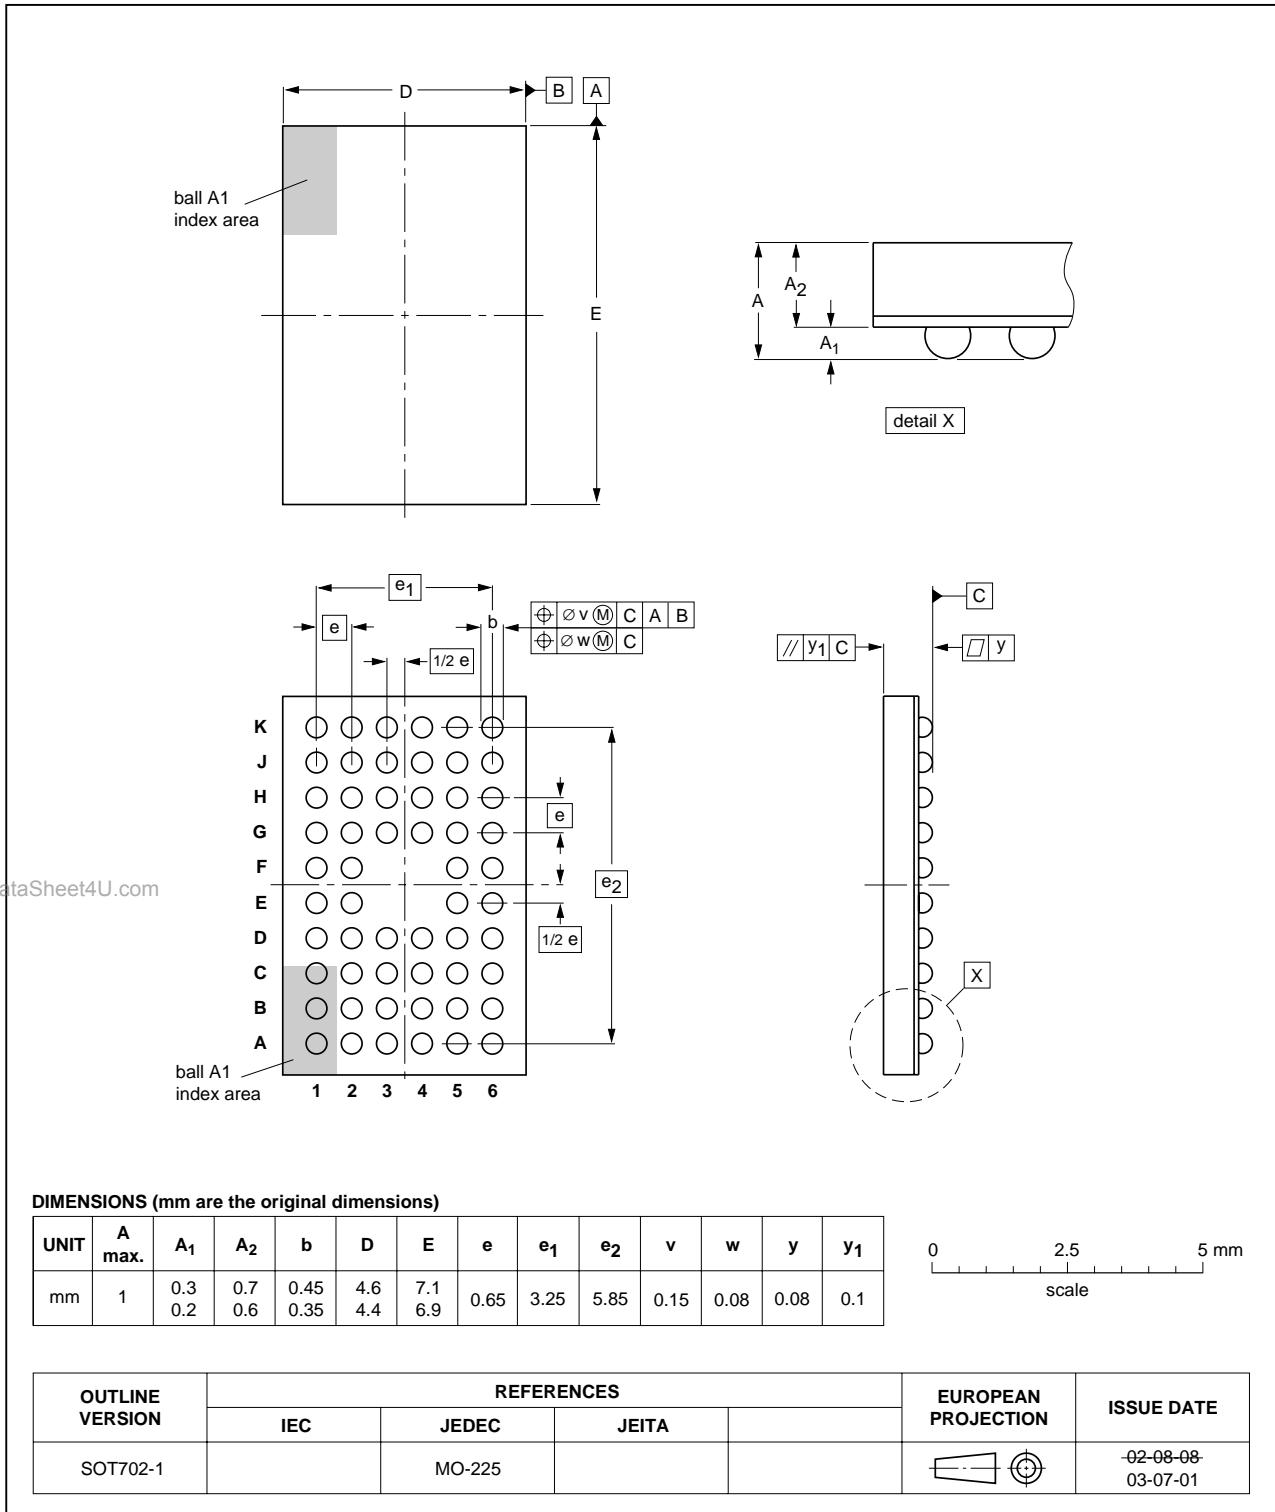 D B A
ball A1
index area
E
A A2
A1
detail X
e1
e b ⌖ ⌀ v Ⓜ C A B
⌖ ⌀ w Ⓜ C
1/2 e
C
// y1 C ▱ y
K
J
H
e
G
F
e2
E
1/2 e
D
C
X
B
A
ball A1
index area
1 2 3 4 5 6
ataSheet4U.com
DIMENSIONS (mm are the original dimensions)
UNIT A max. A1 A2 b D E e e1 e2 v w y y1
mm 1 0.3 0.7 0.45 4.6 7.1 0.65 3.25 5.85 0.15 0.08 0.08 0.1
0.2 0.6 0.35 4.4 6.9
0 2.5 5 mm
scale
OUTLINE VERSION REFERENCES EUROPEAN PROJECTION ISSUE DATE
IEC JEDEC JEITA
SOT702-1 MO-225 02-08-08
03-07-01